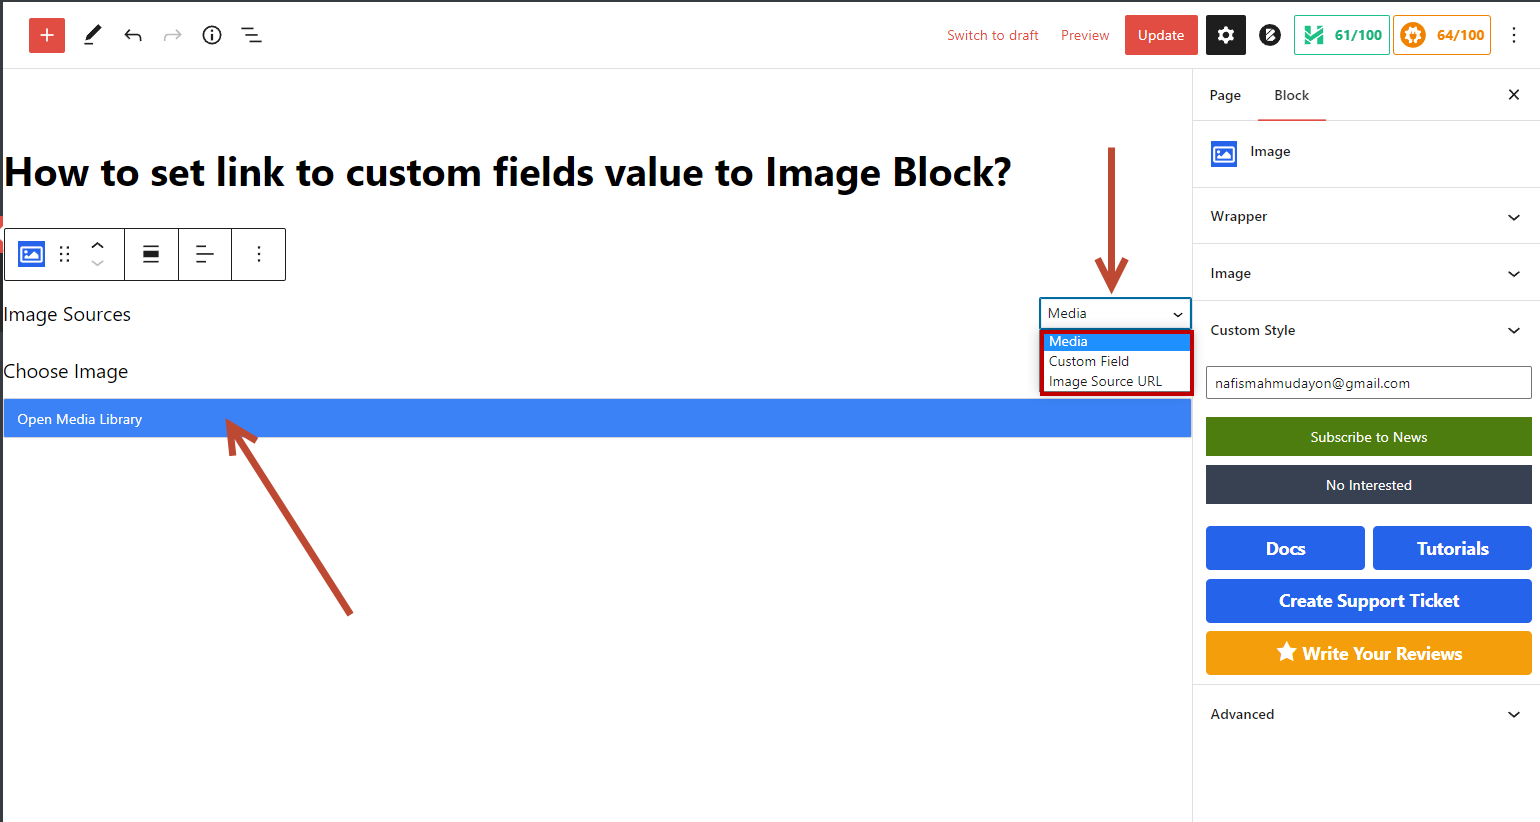 Switch to draft
Preview
Update
61/100
64/100
Page
Block
Image
How to set link to custom fields value to Image Block?
Wrapper
Image
Image Sources
Media
Media
Custom Field
Image Source URL
Custom Style
Choose Image
nafismahmudayon@gmail.com
Open Media Library
Subscribe to News
No Interested
Docs
Tutorials
Create Support Ticket
Write Your Reviews
Advanced